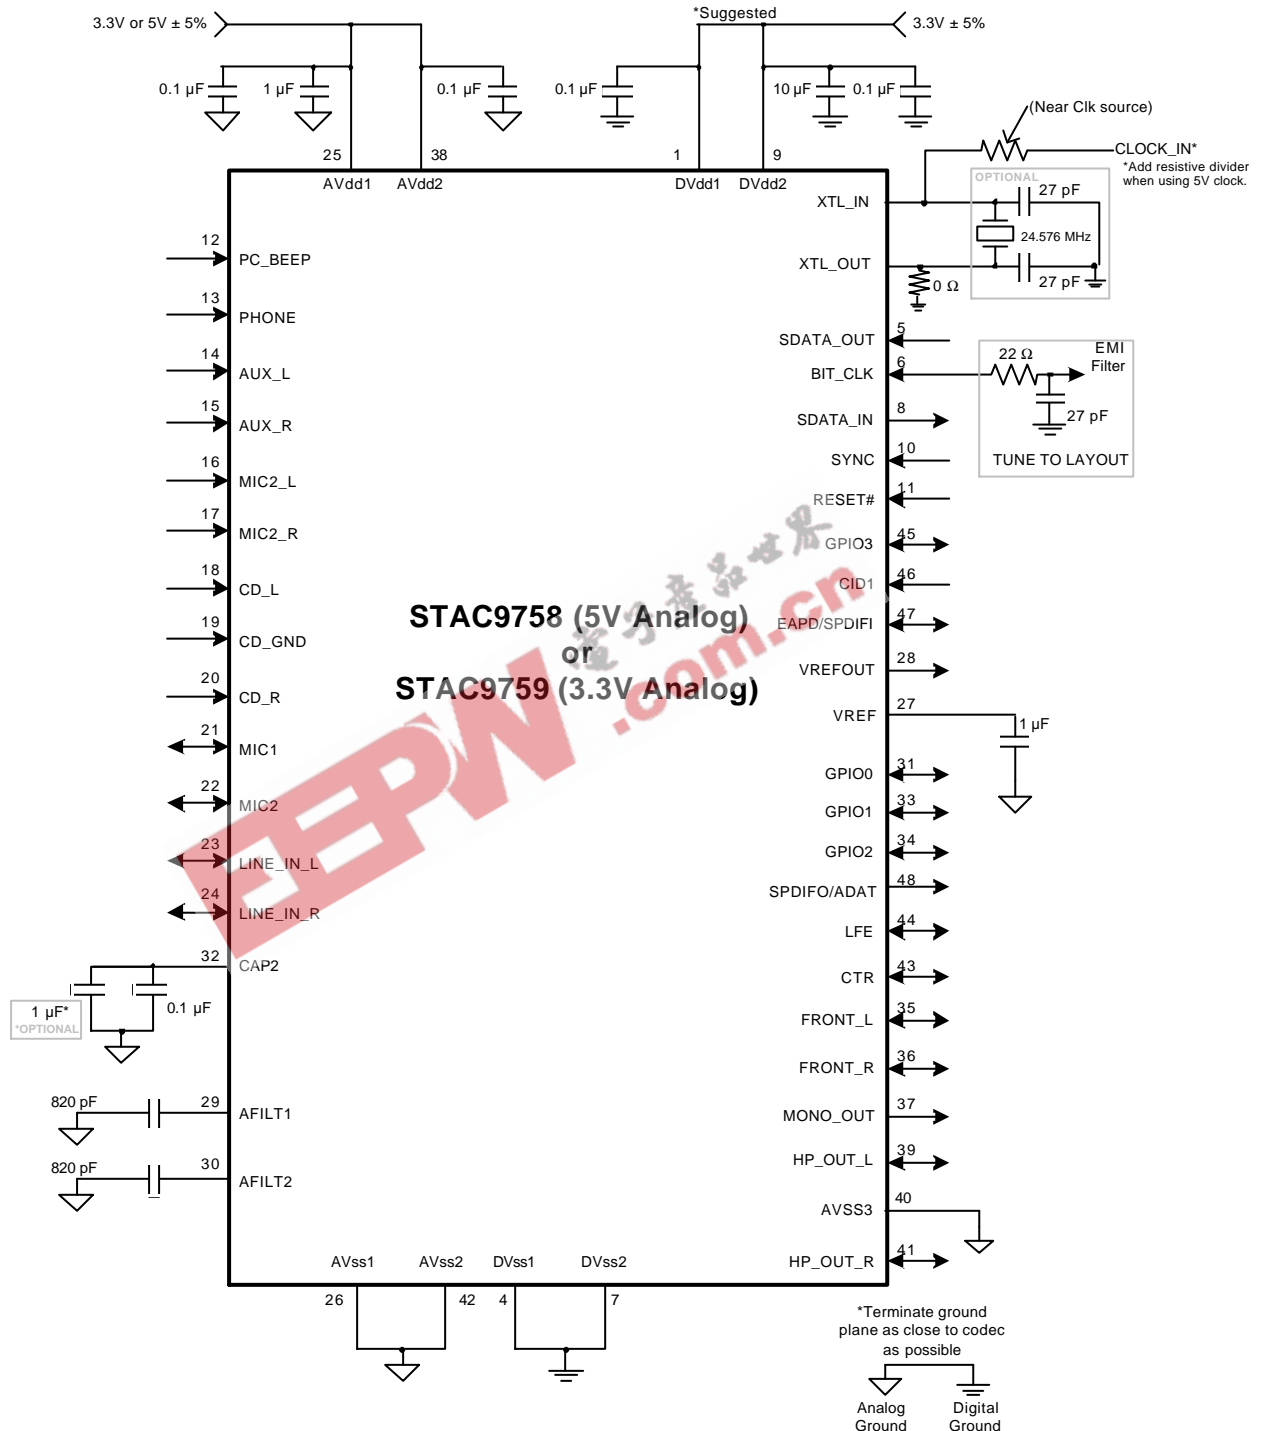 3.3V or 5V ± 5%
*Suggested
3.3V ± 5%
0.1 µF
1 µF
0.1 µF
0.1 µF
10 µF
0.1 µF
(Near Clk source)
CLOCK_IN*
*Add resistive divider
when using 5V clock.
25
38
1
9
AVdd1
AVdd2
DVdd1
DVdd2
OPTIONAL
27 pF
24.576 MHz
27 pF
XTL_IN
XTL_OUT
0 Ω
12
PC_BEEP
13
PHONE
14
AUX_L
15
AUX_R
16
MIC2_L
17
MIC2_R
18
CD_L
19
CD_GND
20
CD_R
21
MIC1
22
MIC2
23
LINE_IN_L
24
LINE_IN_R
32
CAP2
1 µF*
*OPTIONAL
0.1 µF
820 pF
29
AFILT1
820 pF
30
AFILT2
STAC9758 (5V Analog)
or
STAC9759 (3.3V Analog)
電子產品世界
EEPW
.com.cn
SDATA_OUT
5
BIT_CLK
6
22 Ω
EMI
Filter
27 pF
TUNE TO LAYOUT
SDATA_IN
8
SYNC
10
RESET#
11
GPIO3
45
CID1
46
EAPD/SPDIFI
47
VREFOUT
28
VREF
27
1 µF
GPIO0
31
GPIO1
33
GPIO2
34
SPDIFO/ADAT
48
LFE
44
CTR
43
FRONT_L
35
FRONT_R
36
MONO_OUT
37
HP_OUT_L
39
AVSS3
40
HP_OUT_R
41
AVss1
AVss2
DVss1
DVss2
26
42
4
7
*Terminate ground
plane as close to codec
as possible
Analog
Ground
Digital
Ground